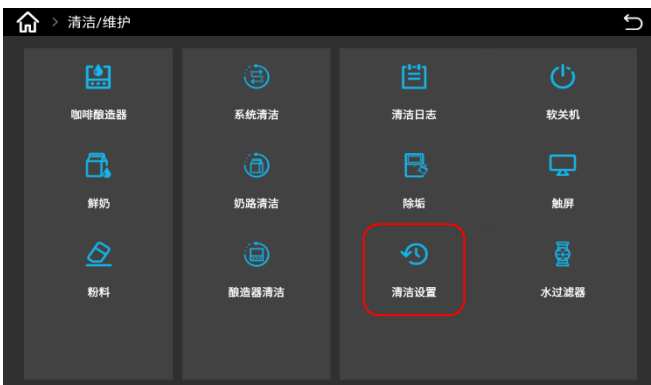 > 清洁/维护
咖啡酿造器
系统清洁
清洁日志
软关机
鲜奶
奶路清洁
除垢
触屏
粉料
酿造器清洁
清洁设置
水过滤器